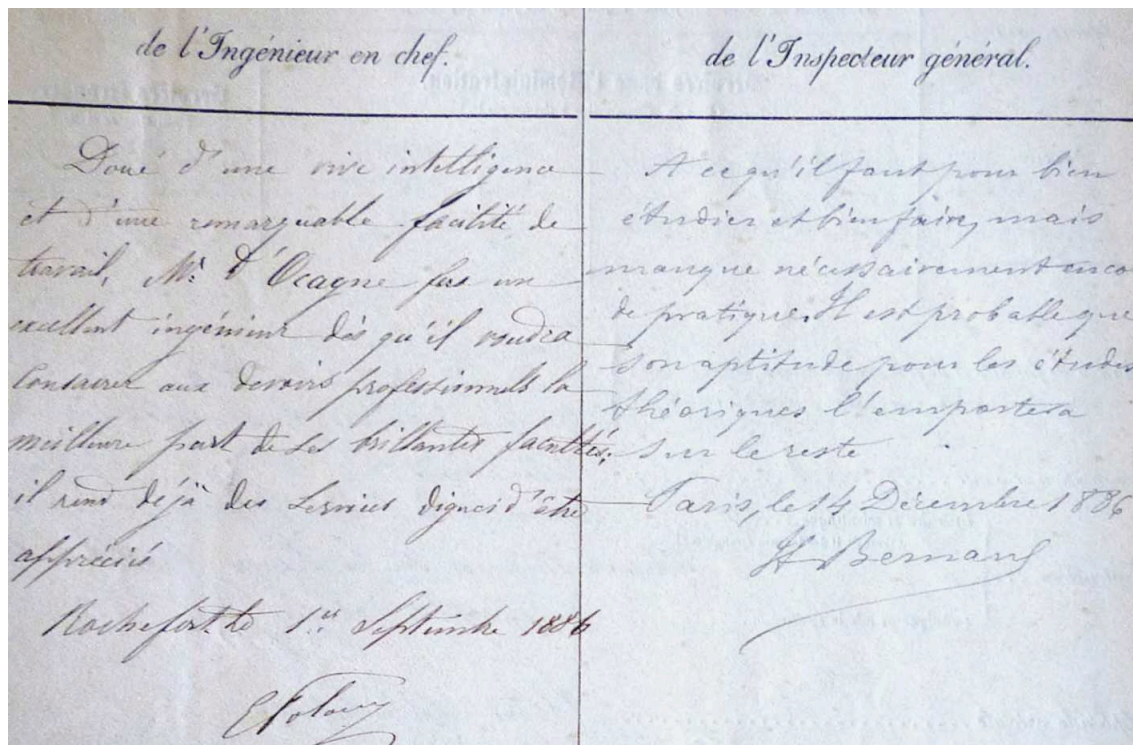 de l'Ingénieur en chef.
Doué d'une vive intelligence
et d'une remarquable facilité de
travail, Mr d'Ocagne fera un
excellent ingénieur dès qu'il voudra
consacrer aux devoirs professionnels la
meilleure part de ses brillantes facultés;
il rend déjà des services dignes d'être
appréciés
Rochefort le 1er Septembre 1886
de l'Inspecteur général.
A ce qu'il faut pour bien
étudier et bien faire, mais
manque nécessairement enco
de pratique. Il est probable que
son aptitude pour les études
théoriques l'emportera
sur le reste
Paris, le 14 Décembre 1886